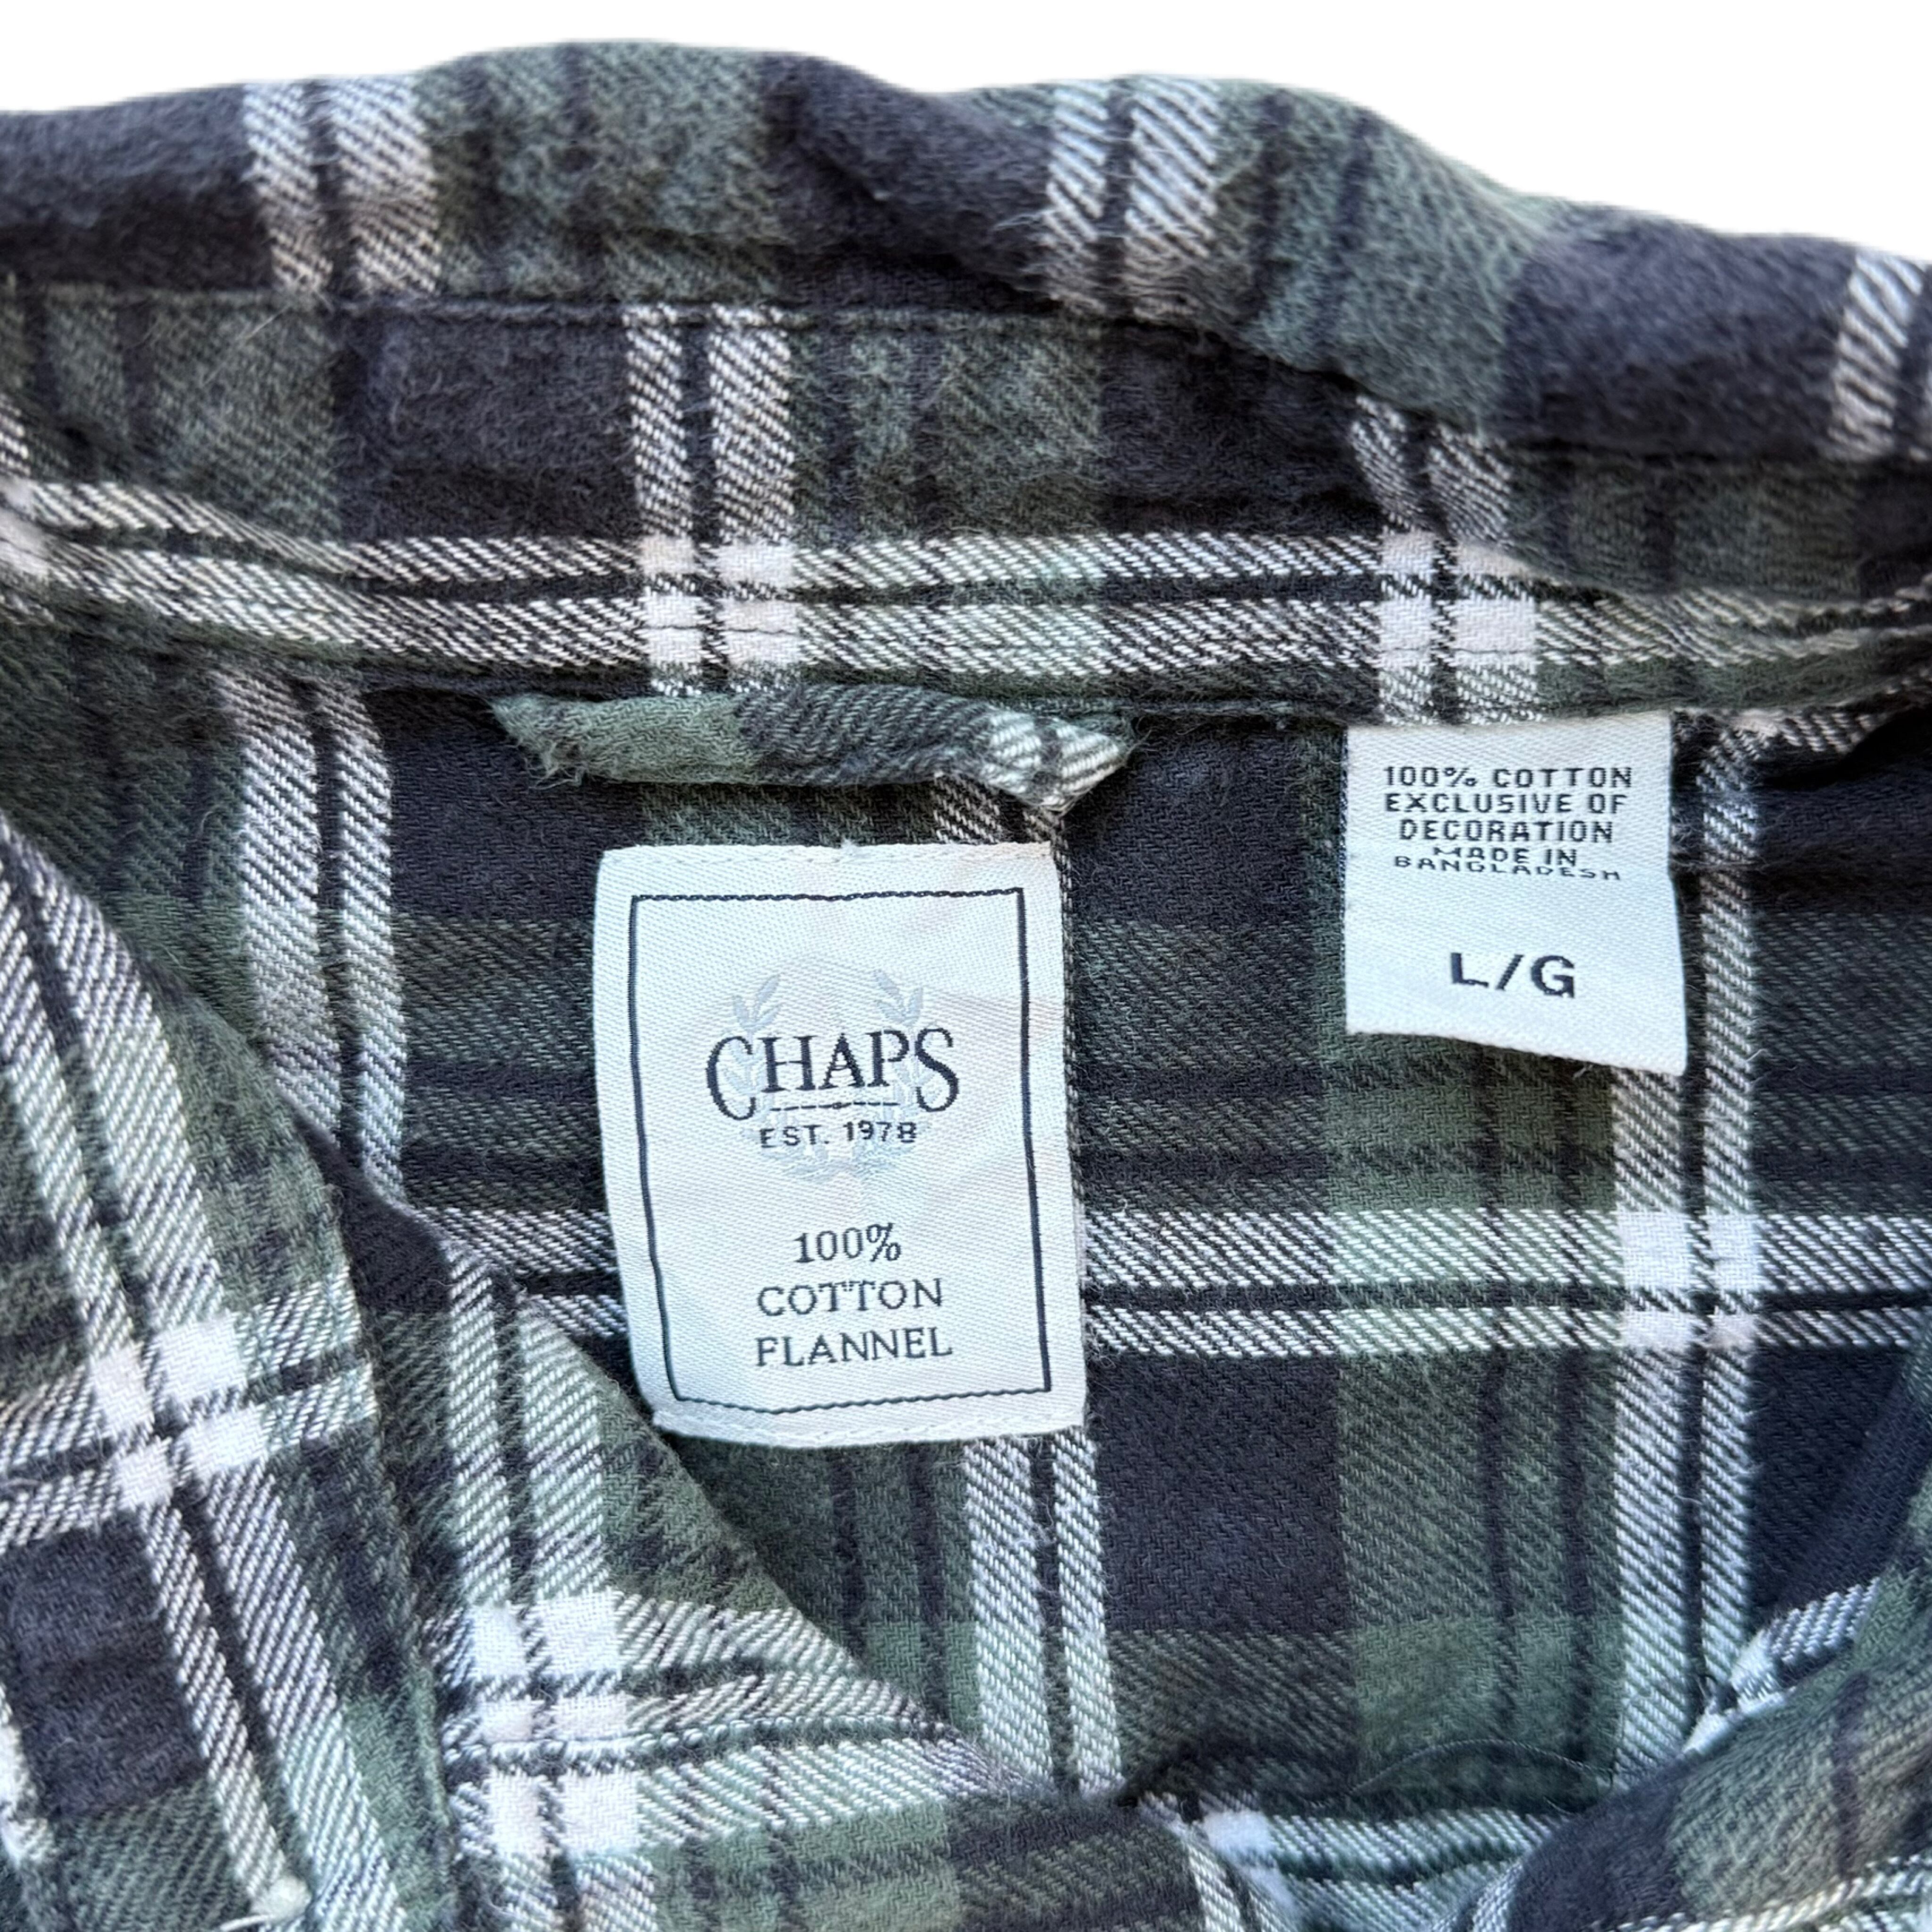 100% COTTON
EXCLUSIVE OF
DECORATION
MADE IN
BANGLADESH
L/G
CHAPS
EST. 1978
100%
COTTON
FLANNEL